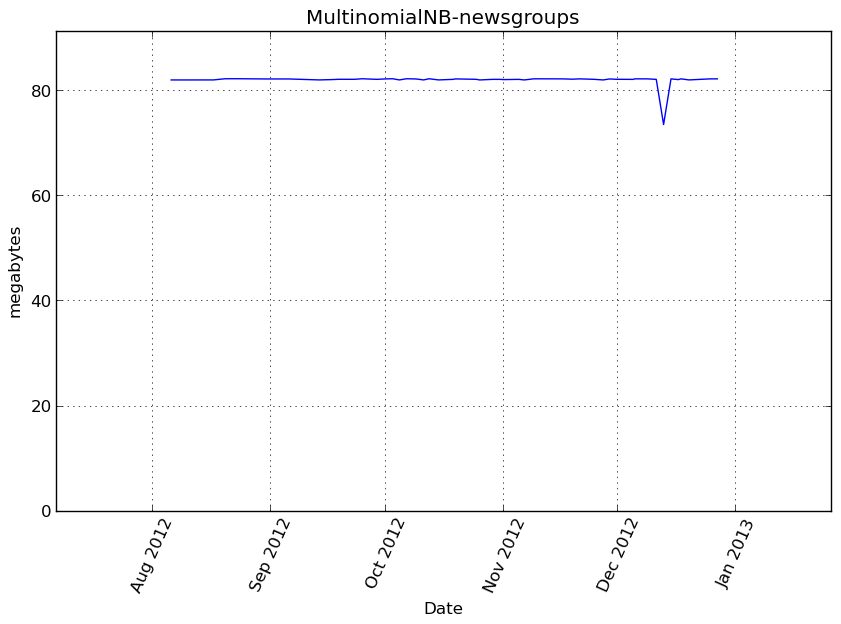 MultinomialNB-newsgroups
megabytes
80
60
40
20
0
Aug 2012
Sep 2012
Oct 2012
Nov 2012
Dec 2012
Jan 2013
Date